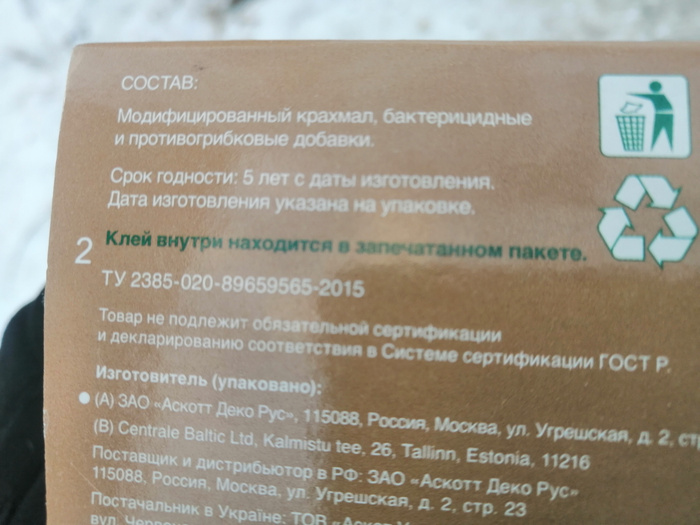 СОСТАВ:
Модифицированный крахмал, бактерицидные
и противогрибковые добавки.
Срок годности: 5 лет с даты изготовления.
Дата изготовления указана на упаковке.
2 Клей внутри находится в запечатанном пакете.
ТУ 2385-020-89659565-2015
Товар не подлежит обязательной сертификации
и декларированию соответствия в Системе сертификации ГОСТ Р.
Изготовитель (упаковано):
(A) ЗАО «Аскотт Деко Рус», 115088, Россия, Москва, ул. Угрешская, д. 2,
(B) Centrale Baltic Ltd, Kalmistu tee, 26, Tallinn, Estonia, 11216
Поставщик и дистрибьютор в РФ: ЗАО «Аскотт Деко Рус»
115088, Россия, Москва, ул. Угрешская, д. 2, стр. 23
Постачальник в Україне: ТОВ
вул.